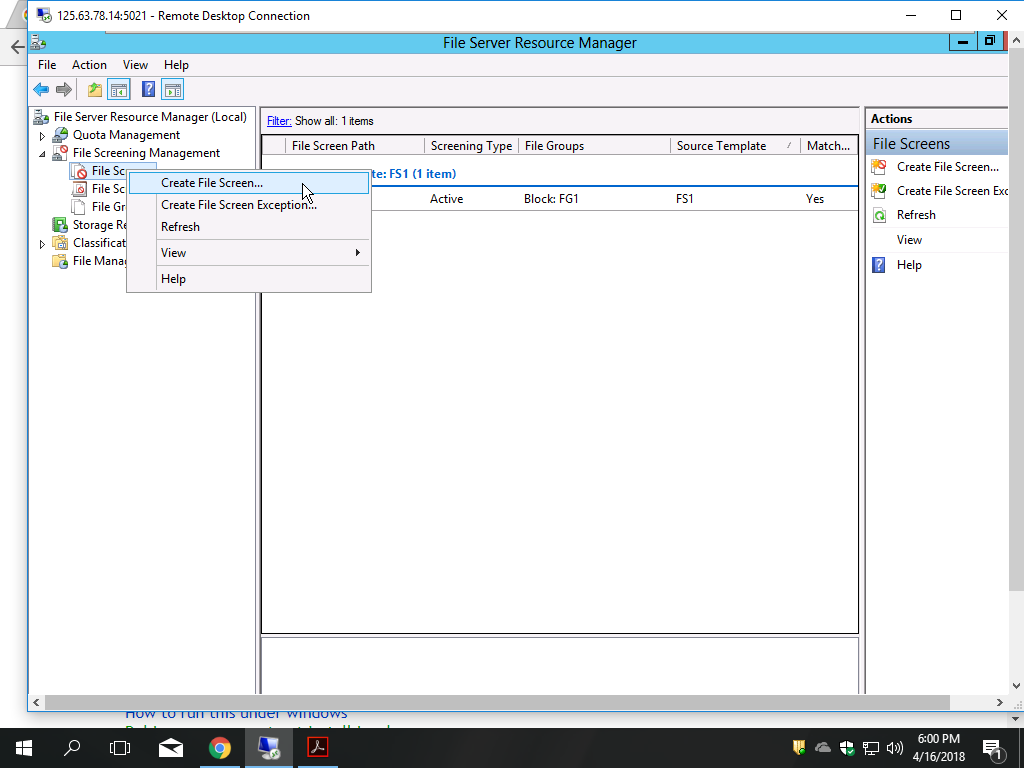 125.63.78.14:5021 - Remote Desktop Connection
File Server Resource Manager
File Action View Help
File Server Resource Manager (Local)
Quota Management
File Screening Management
File Sc
File Sc
File Gr
Storage Re
Classificat
File Mana
Create File Screen...
Create File Screen Exception...
Refresh
View
Help
Filter: Show all: 1 items
File Screen Path Screening Type File Groups Source Template Match...
te: FS1 (1 item)
Active Block: FG1 FS1 Yes
Actions
File Screens
Create File Screen...
Create File Screen Exc
Refresh
View
Help
How to run this under windows
6:00 PM
4/16/2018
1